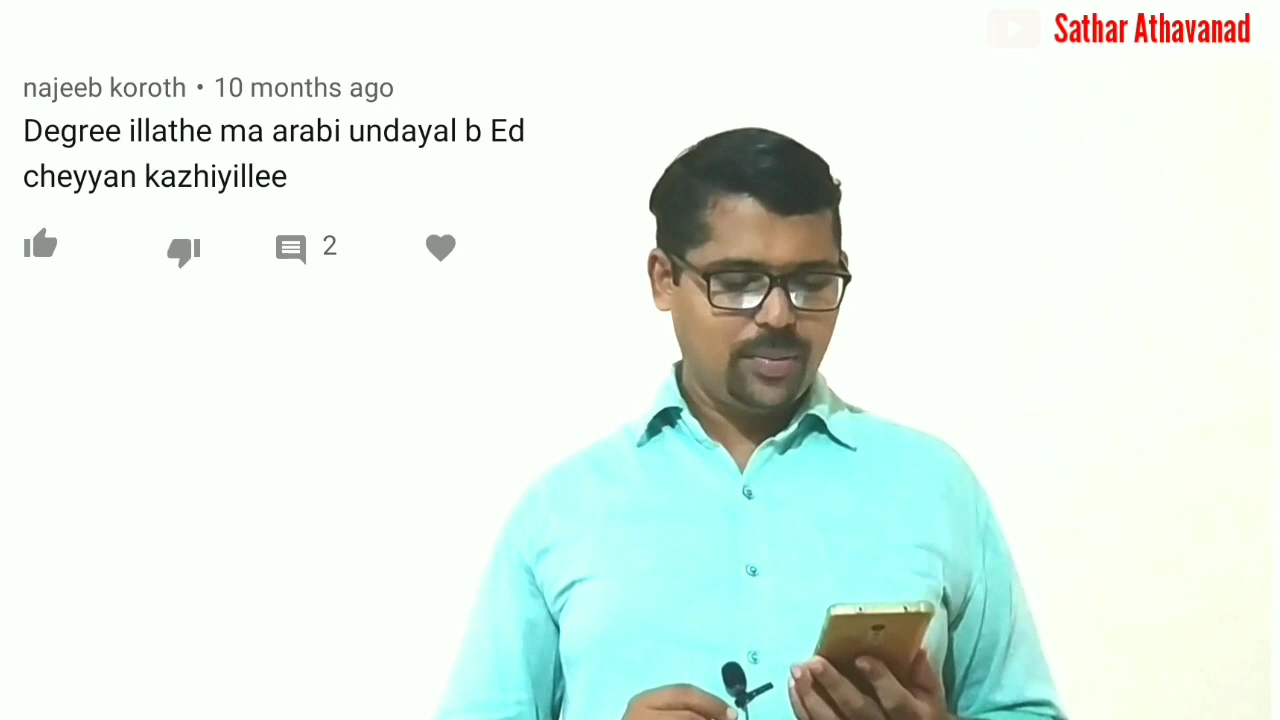 Sathar Athavanad
najeeb koroth • 10 months ago
Degree illathe ma arabi undayal b Ed
cheyyan kazhiyillee
2